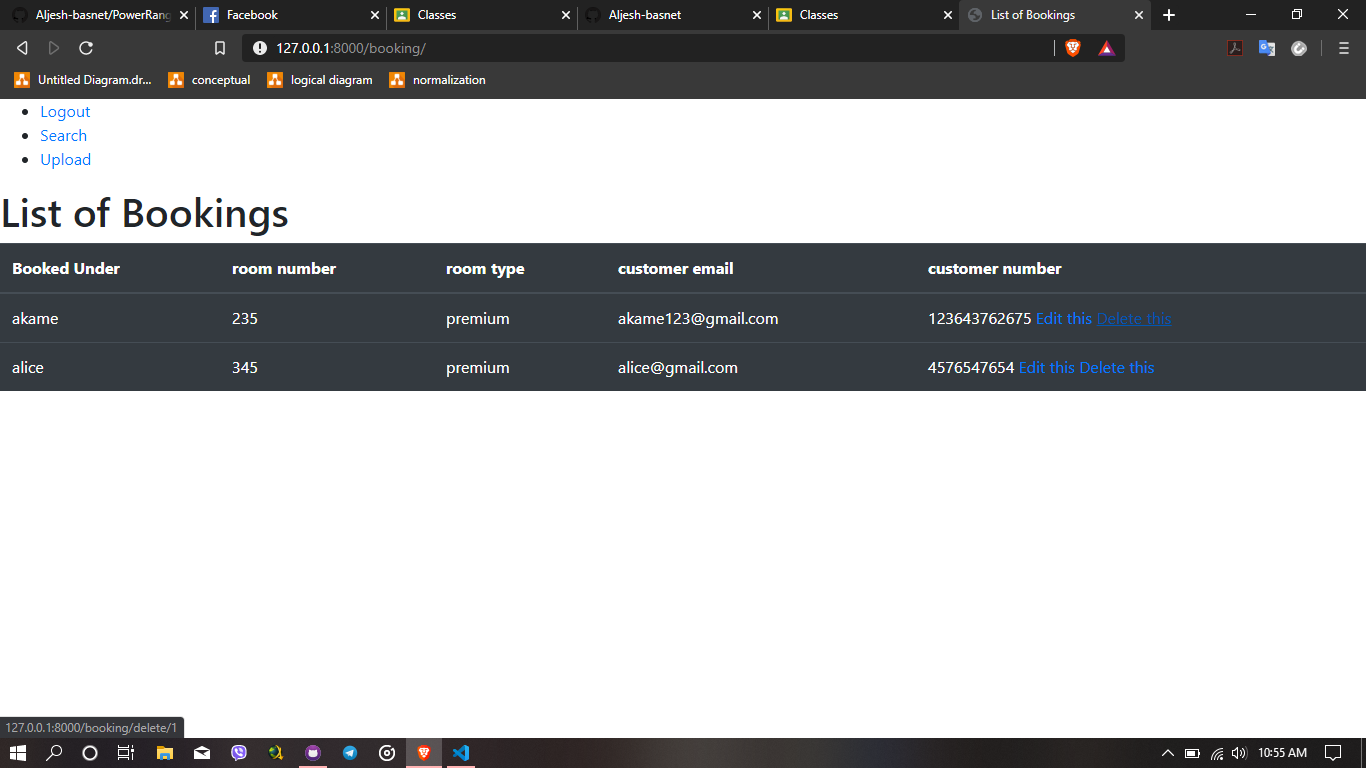 Aljesh-basnet/PowerRang
Facebook
Classes
Aljesh-basnet
Classes
List of Bookings
127.0.0.1:8000/booking/
Untitled Diagram.dr...
conceptual
logical diagram
normalization
Logout
Search
Upload
List of Bookings
Booked Under room number room type customer email customer number
akame 235 premium akame123@gmail.com 123643762675 Edit this Delete this
alice 345 premium alice@gmail.com 4576547654 Edit this Delete this
127.0.0.1:8000/booking/delete/1
10:55 AM